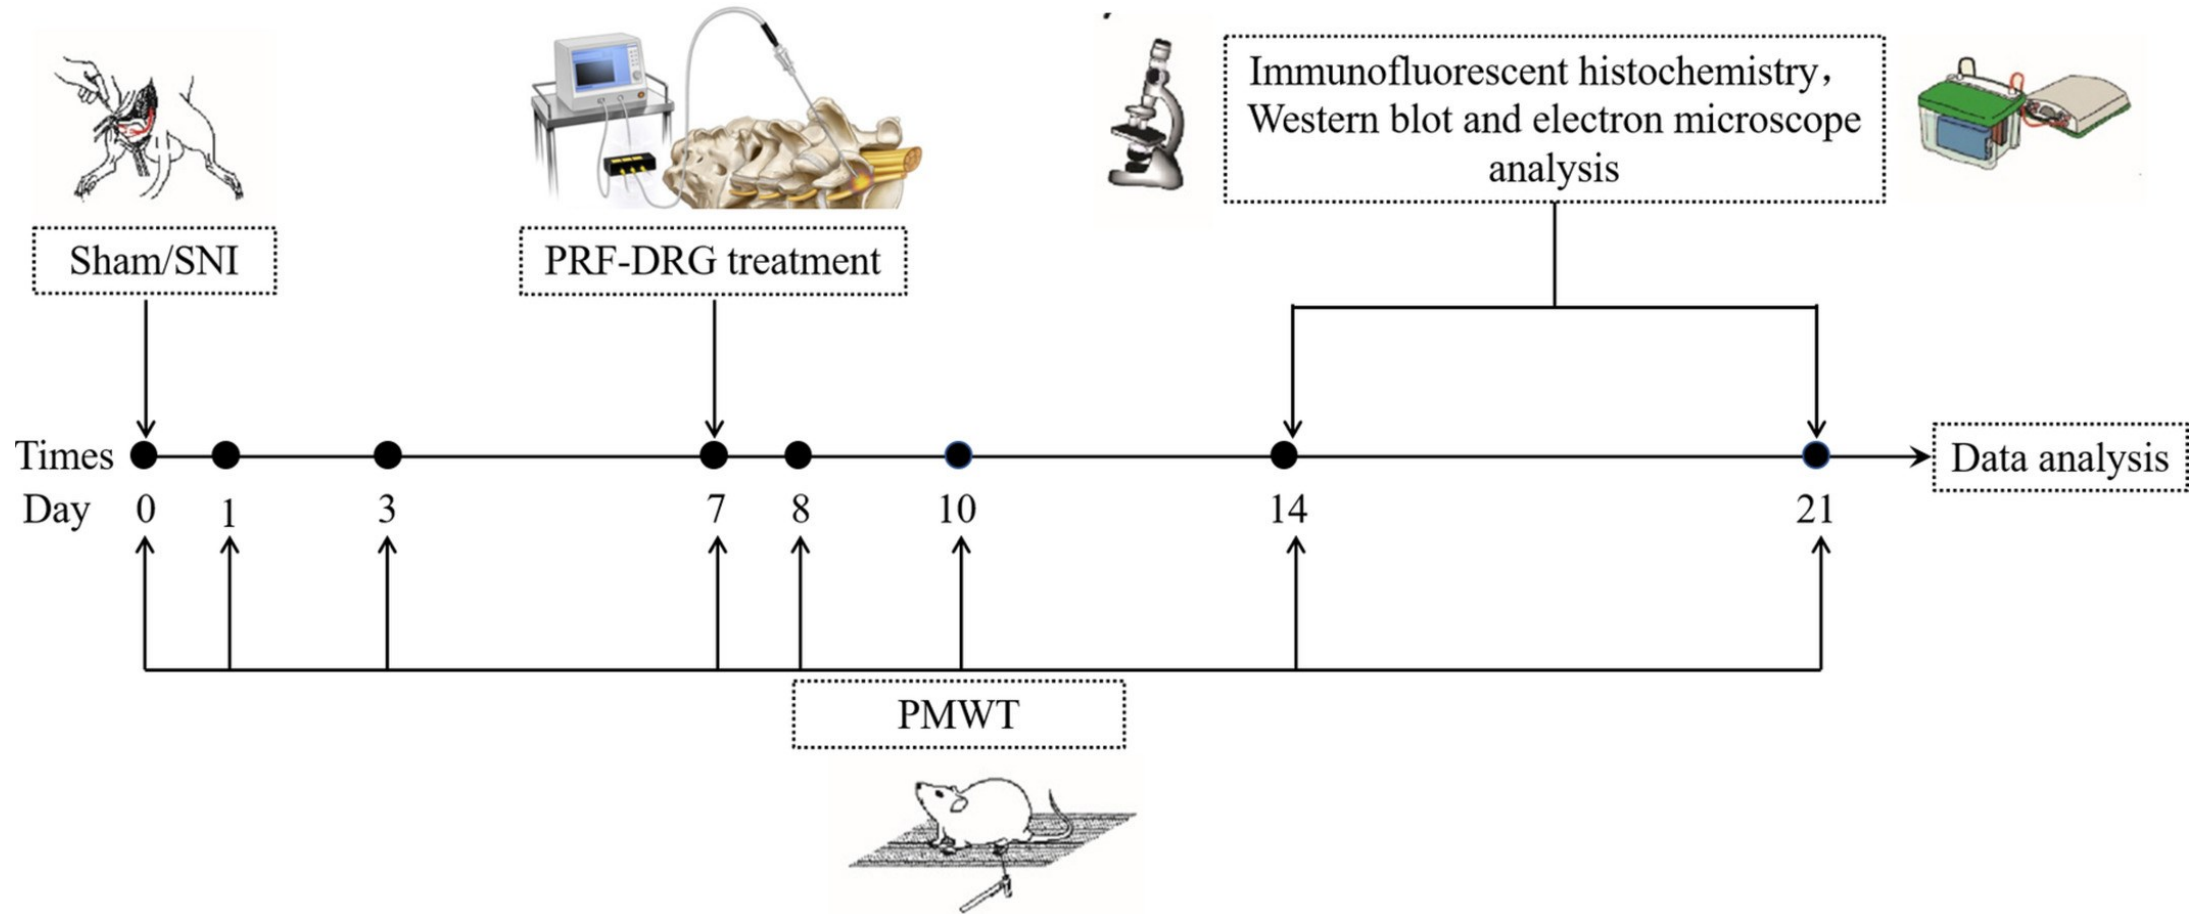 Sham/SNI
PRF-DRG treatment
Immunofluorescent histochemistry，
Western blot and electron microscope
analysis
Times
Data analysis
Day 0 1 3 7 8 10 14 21
PMWT